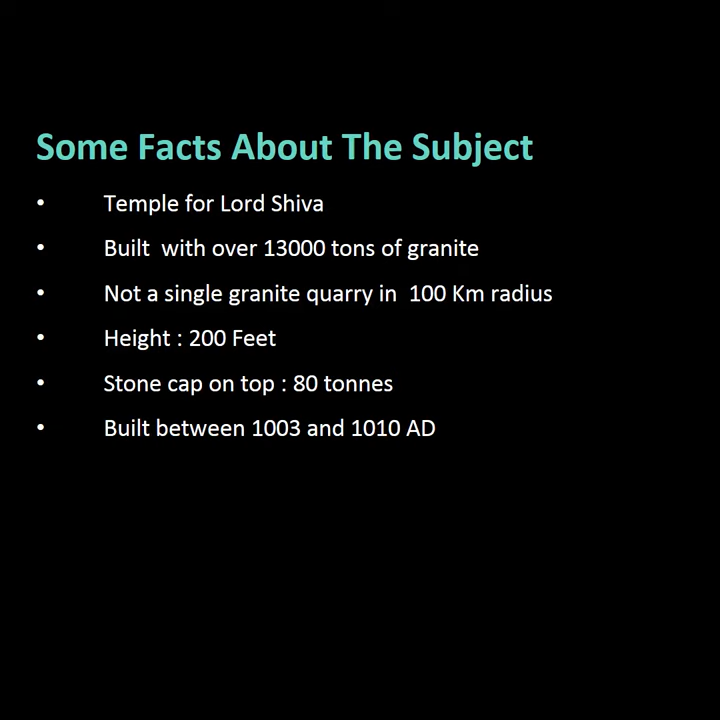 Some Facts About The Subject
• Temple for Lord Shiva
• Built  with over 13000 tons of granite
• Not a single granite quarry in  100 Km radius
• Height : 200 Feet
• Stone cap on top : 80 tonnes
• Built between 1003 and 1010 AD